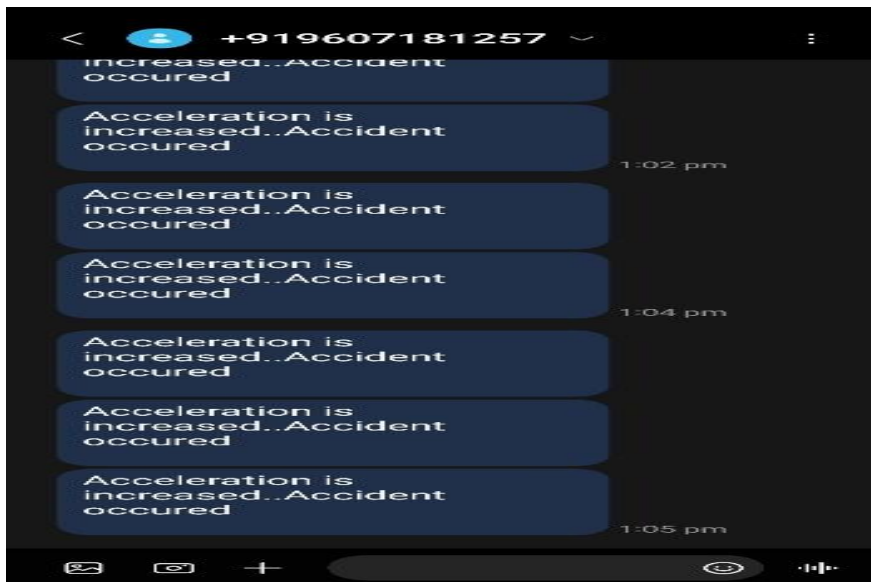 +919607181257
increased..Accident
occured
Acceleration is
increased..Accident
occured
1:02 pm
Acceleration is
increased..Accident
occured
Acceleration is
increased..Accident
occured
1:04 pm
Acceleration is
increased..Accident
occured
Acceleration is
increased..Accident
occured
Acceleration is
increased..Accident
occured
1:05 pm